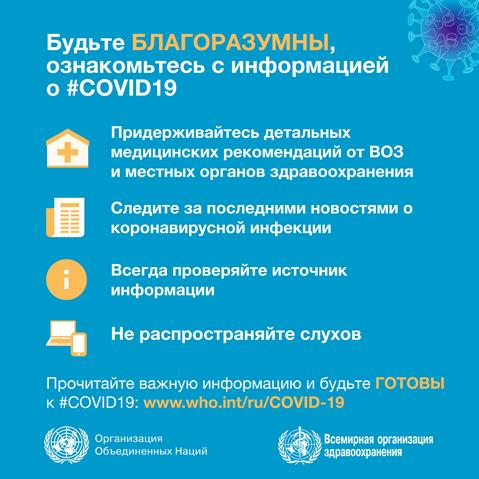 Будьте БЛАГОРАЗУМНЫ,
ознакомьтесь с информацией
о #COVID19
Придерживайтесь детальных
медицинских рекомендаций от ВОЗ
и местных органов здравоохранения
Следите за последними новостями о
коронавирусной инфекции
Всегда проверяйте источник
информации
Не распространяйте слухов
Прочитайте важную информацию и будьте ГОТОВЫ
к #COVID19: www.who.int/ru/COVID-19
Организация
Объединенных Наций
Всемирная организация
здравоохранения